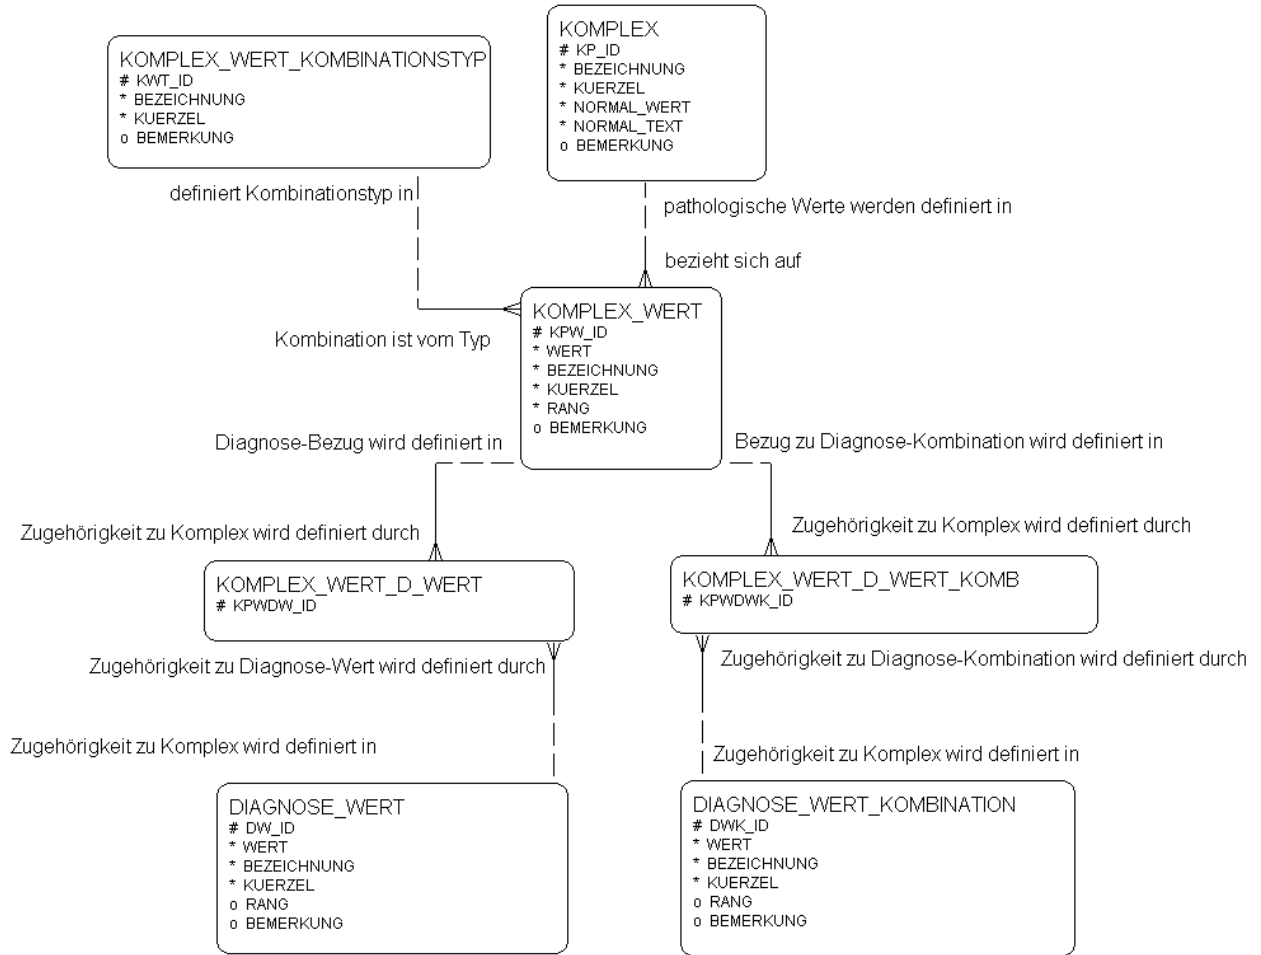 KOMPLEX
# KP_ID
* BEZEICHNUNG
* KUERZEL
* NORMAL_WERT
* NORMAL_TEXT
o BEMERKUNG
KOMPLEX_WERT_KOMBINATIONSTYP
# KWT_ID
* BEZEICHNUNG
* KUERZEL
o BEMERKUNG
definiert Kombinationstyp in
pathologische Werte werden definiert in
bezieht sich auf
Kombination ist vom Typ
KOMPLEX_WERT
# KPW_ID
* WERT
* BEZEICHNUNG
* KUERZEL
* RANG
o BEMERKUNG
Diagnose-Bezug wird definiert in
Bezug zu Diagnose-Kombination wird definiert in
Zugehörigkeit zu Komplex wird definiert durch
Zugehörigkeit zu Komplex wird definiert durch
KOMPLEX_WERT_D_WERT
# KPWDW_ID
KOMPLEX_WERT_D_WERT_KOMB
# KPWDWK_ID
Zugehörigkeit zu Diagnose-Wert wird definiert durch
Zugehörigkeit zu Diagnose-Kombination wird definiert durch
Zugehörigkeit zu Komplex wird definiert in
Zugehörigkeit zu Komplex wird definiert in
DIAGNOSE_WERT
# DW_ID
* WERT
* BEZEICHNUNG
* KUERZEL
o RANG
o BEMERKUNG
DIAGNOSE_WERT_KOMBINATION
# DWK_ID
* WERT
* BEZEICHNUNG
* KUERZEL
o RANG
o BEMERKUNG